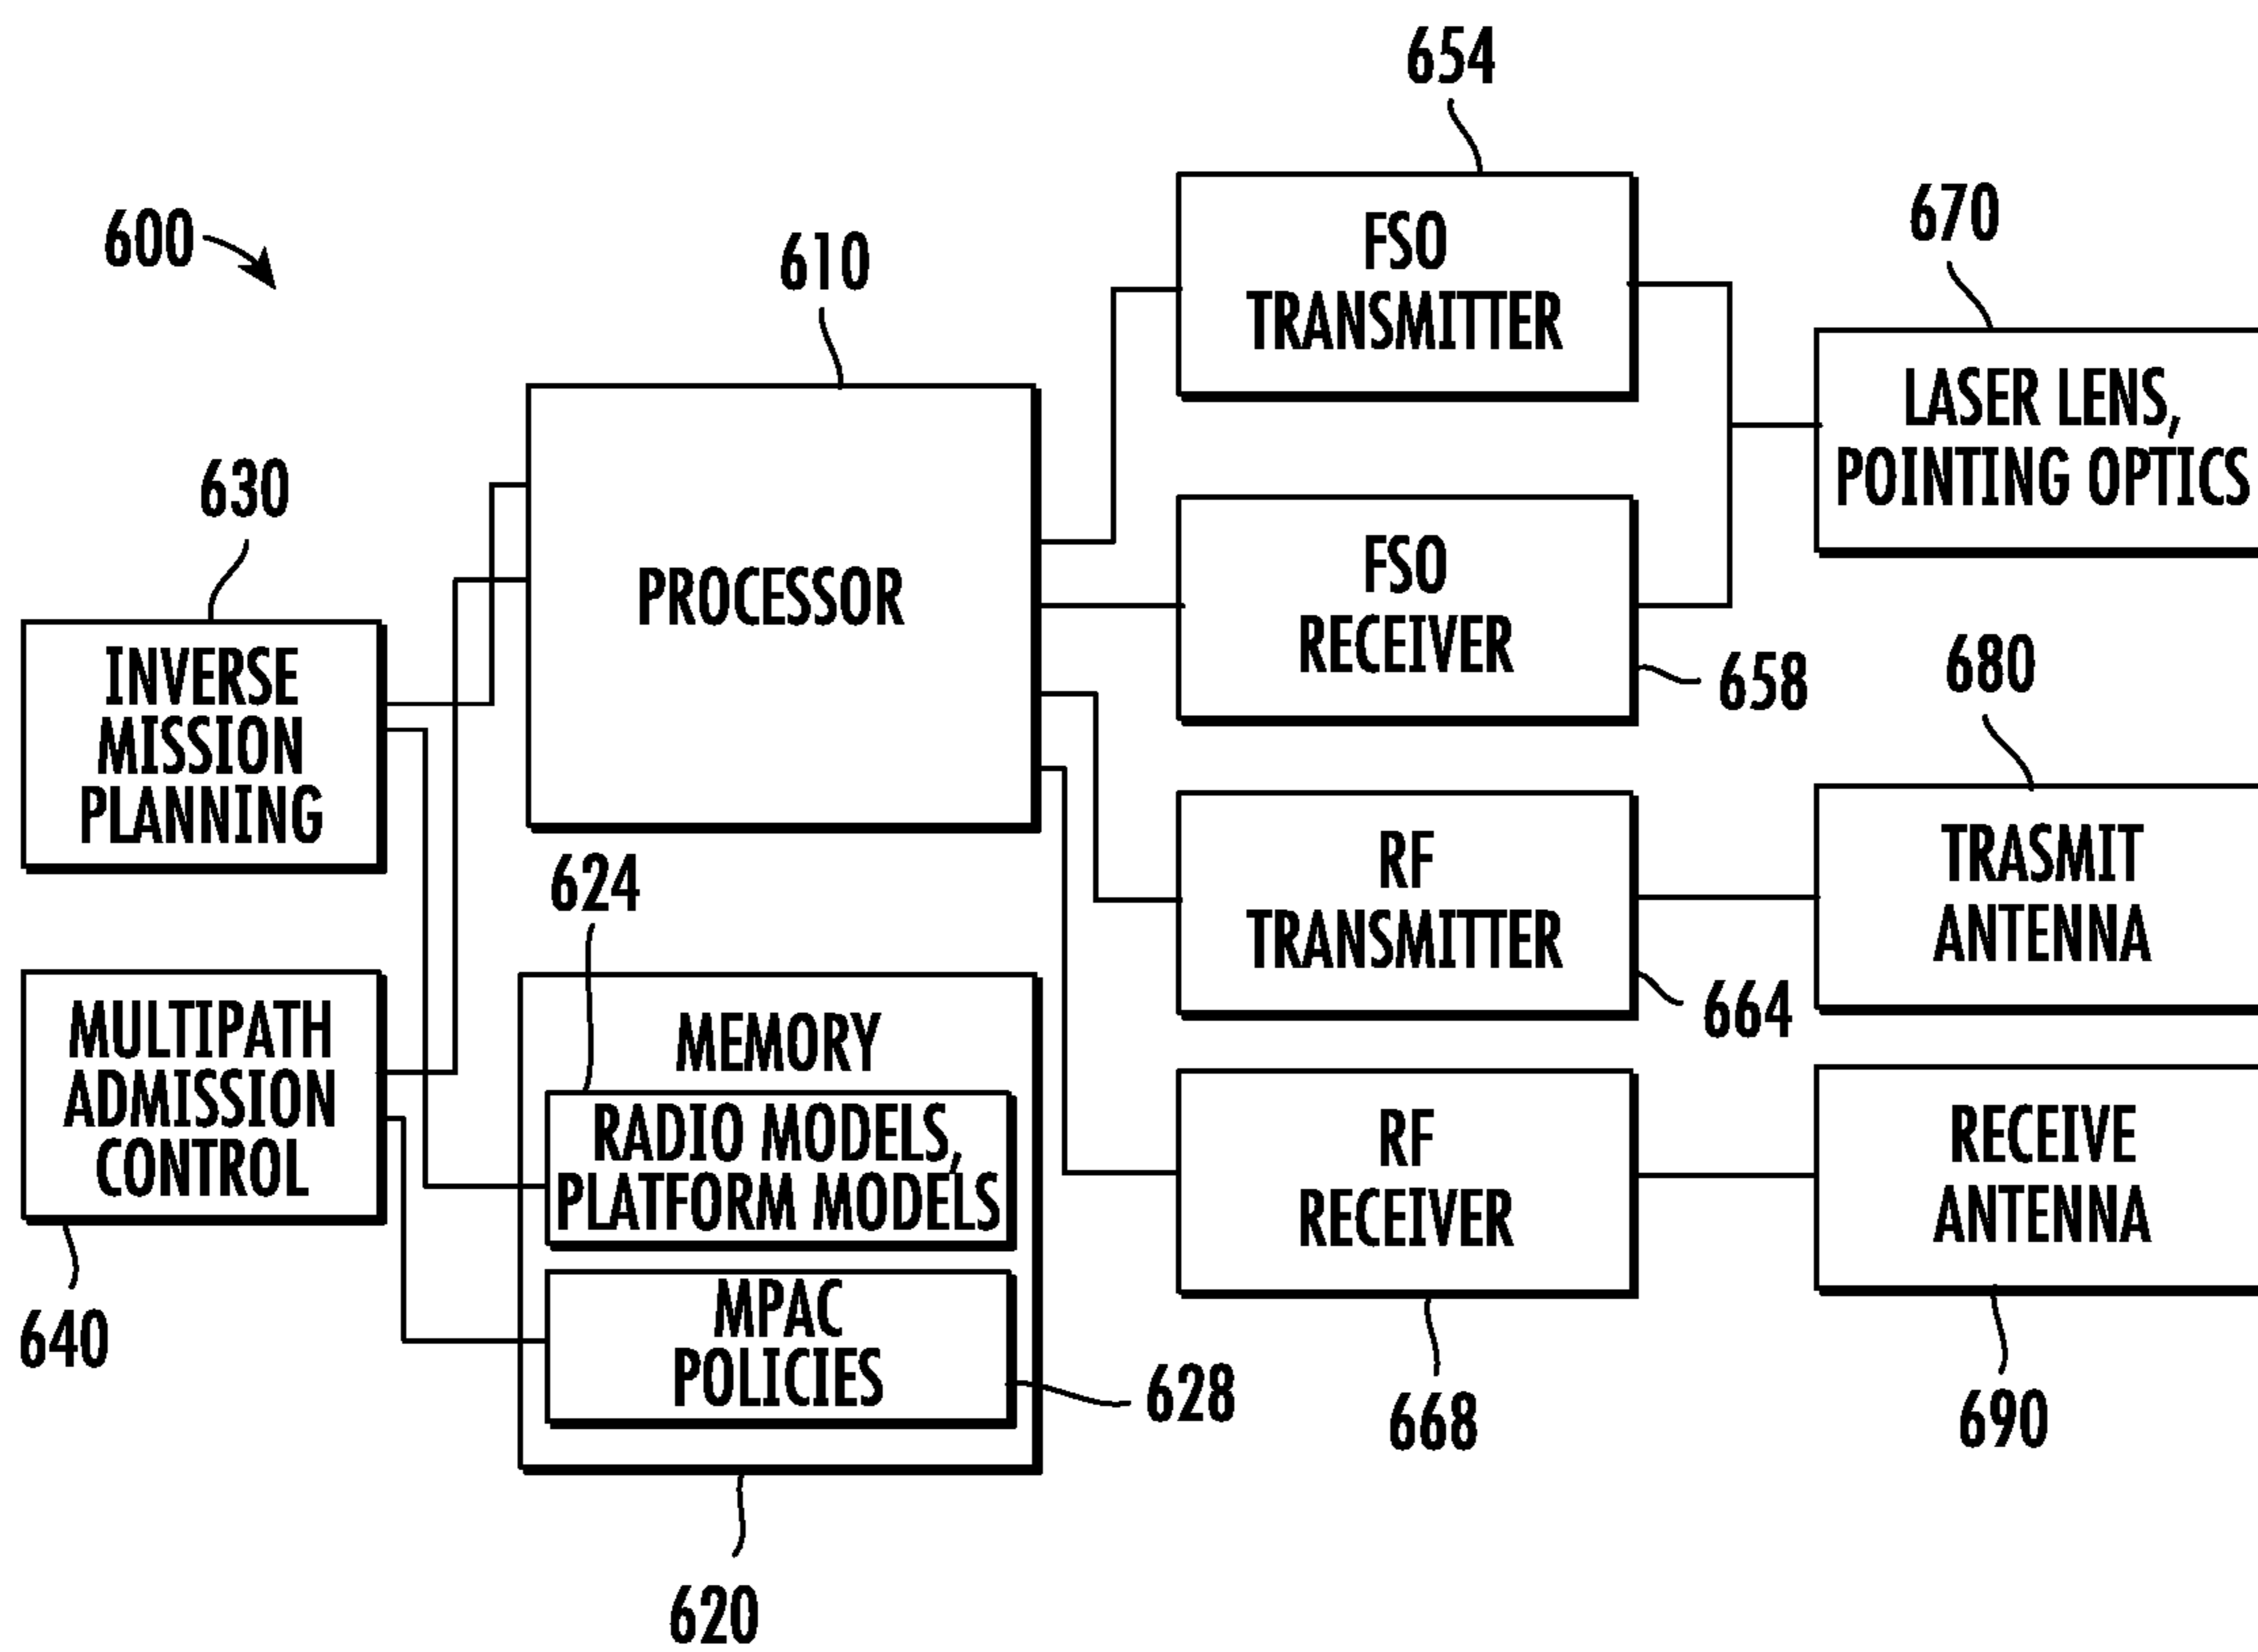 600
630
INVERSE
MISSION
PLANNING
MULTIPATH
ADMISSION
CONTROL
640
610
PROCESSOR
624
MEMORY
RADIO MODELS,
PLATFORM MODELS
MPAC
POLICIES
628
620
654
FSO
TRANSMITTER
FSO
RECEIVER
658
RF
TRANSMITTER
664
RF
RECEIVER
668
670
LASER LENS,
POINTING OPTICS
680
TRASMIT
ANTENNA
RECEIVE
ANTENNA
690